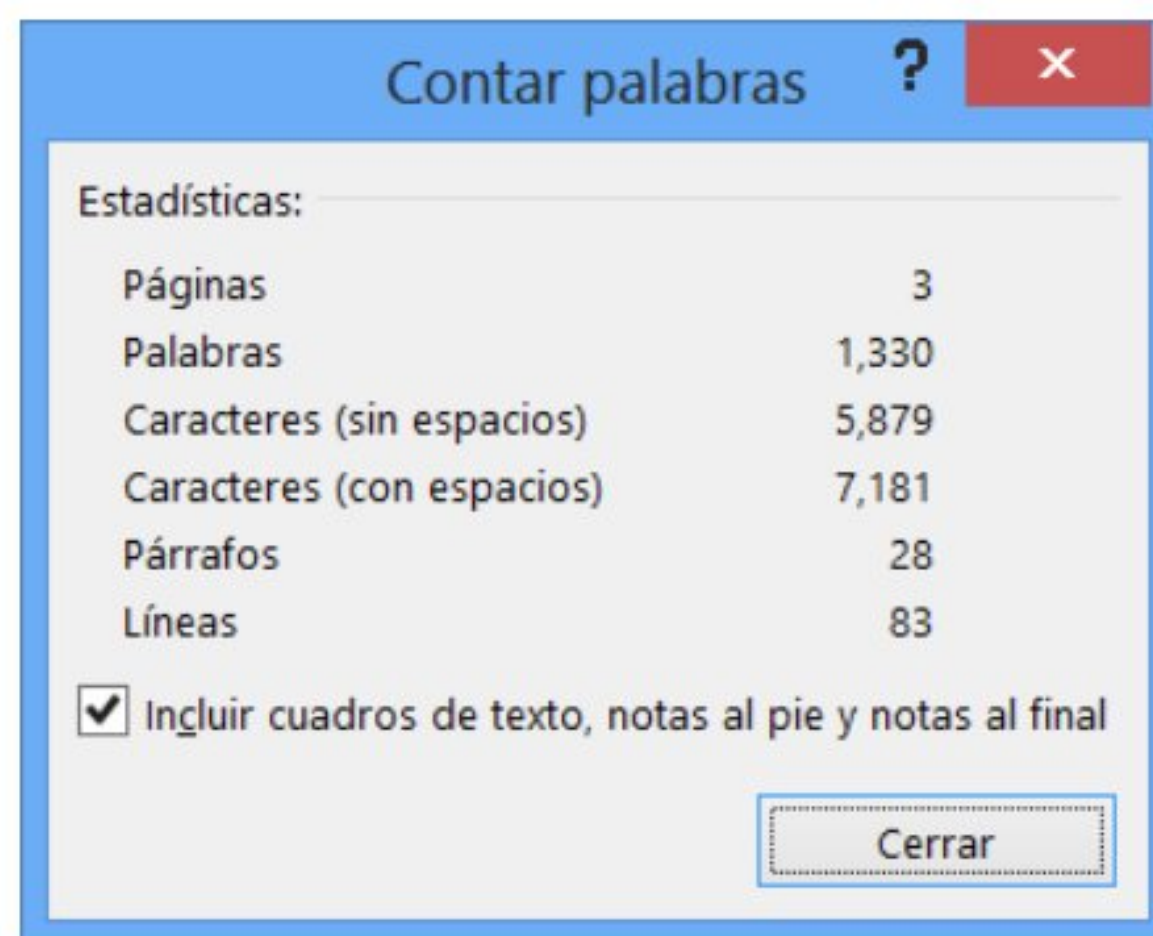 Contar palabras ? ×
Estadísticas:
Páginas 3
Palabras 1,330
Caracteres (sin espacios) 5,879
Caracteres (con espacios) 7,181
Párrafos 28
Líneas 83
Incluir cuadros de texto, notas al pie y notas al final
Cerrar